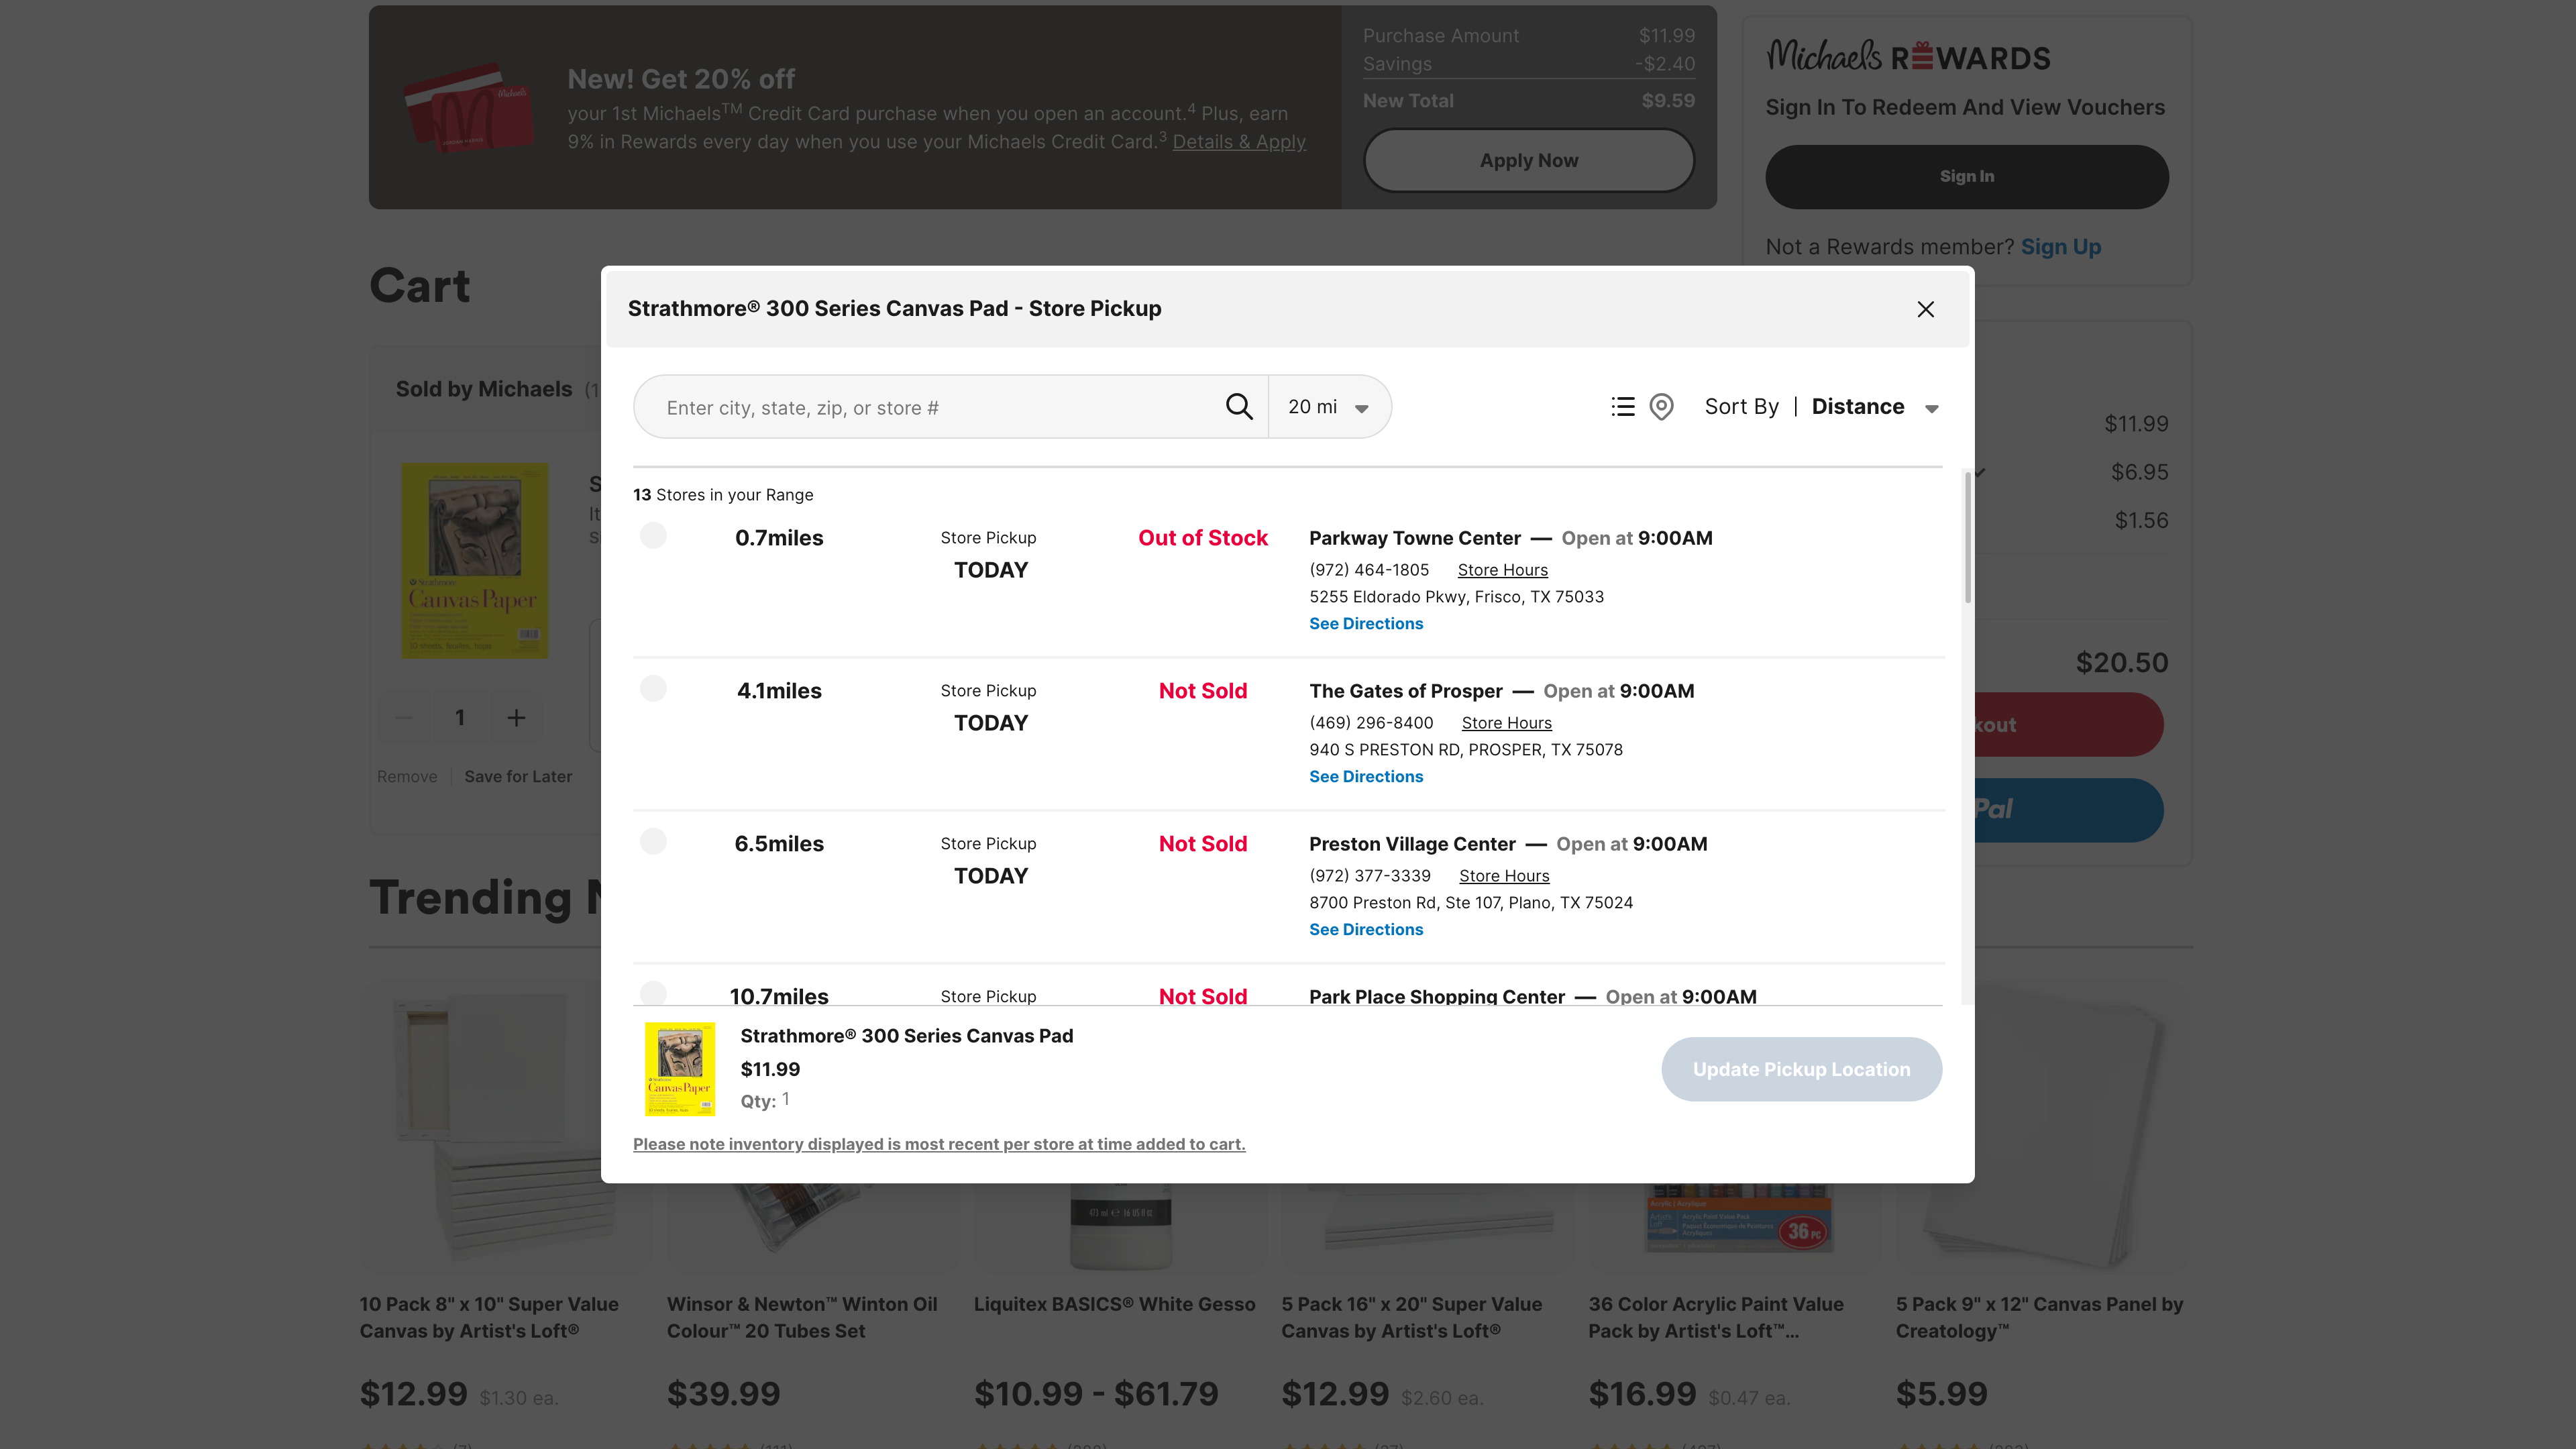 New! Get 20% off
your 1st Michaels™ Credit Card purchase when you open an account.4 Plus, earn
9% in Rewards every day when you use your Michaels Credit Card.3 Details & Apply
Purchase Amount $11.99
Savings -$2.40
New Total $9.59
Apply Now
Michaels REWARDS
Sign In To Redeem And View Vouchers
Sign In
Not a Rewards member? Sign Up
Cart
Sold by Michaels (1
Strathmore® 300 Series Canvas Pad - Store Pickup
Enter city, state, zip, or store #
20 mi
Sort By | Distance
$11.99
$6.95
$1.56
$20.50
Remove
Save for Later
1
Canvas Paper
13 Stores in your Range
0.7miles
Store Pickup
TODAY
Out of Stock
Parkway Towne Center — Open at 9:00AM
(972) 464-1805 Store Hours
5255 Eldorado Pkwy, Frisco, TX 75033
See Directions
4.1miles
Store Pickup
TODAY
Not Sold
The Gates of Prosper — Open at 9:00AM
(469) 296-8400 Store Hours
940 S PRESTON RD, PROSPER, TX 75078
See Directions
6.5miles
Store Pickup
TODAY
Not Sold
Preston Village Center — Open at 9:00AM
(972) 377-3339 Store Hours
8700 Preston Rd, Ste 107, Plano, TX 75024
See Directions
10.7miles
Store Pickup
Not Sold
Park Place Shopping Center — Open at 9:00AM
Canvas Paper
Strathmore® 300 Series Canvas Pad
$11.99
Qty: 1
Update Pickup Location
Please note inventory displayed is most recent per store at time added to cart.
kout
Pal
Trending
36 PC
10 Pack 8" x 10" Super Value
Canvas by Artist's Loft®
$12.99 $1.30 ea.
Winsor & Newton™ Winton Oil
Colour™ 20 Tubes Set
$39.99
Liquitex BASICS® White Gesso
$10.99 - $61.79
5 Pack 16" x 20" Super Value
Canvas by Artist's Loft®
$12.99 $2.60 ea.
36 Color Acrylic Paint Value
Pack by Artist's Loft™...
$16.99 $0.47 ea.
5 Pack 9" x 12" Canvas Panel by
Creatology™
$5.99